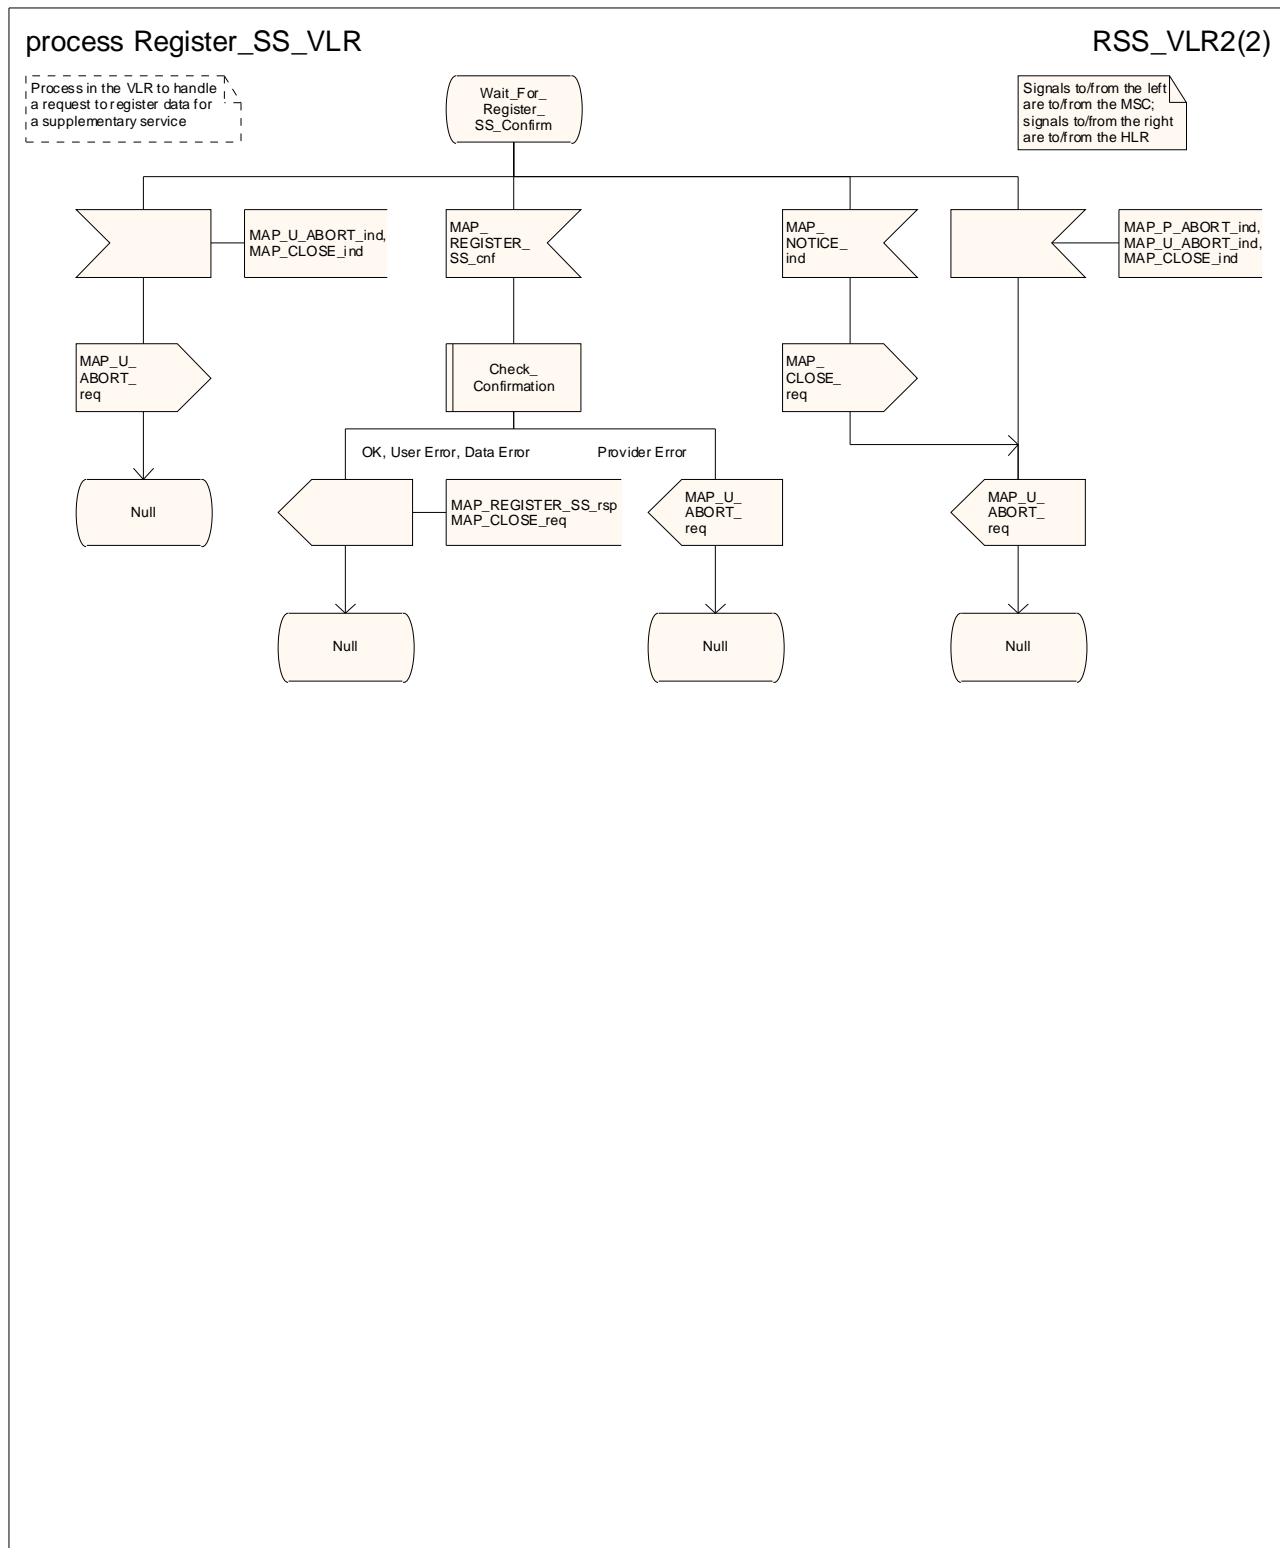 process Register_SS_VLR
RSS_VLR2(2)
Process in the VLR to handle
a request to register data for
a supplementary service
Wait_For_
Register_
SS_Confirm
Signals to/from the left
are to/from the MSC;
signals to/from the right
are to/from the HLR
MAP_U_ABORT_ind,
MAP_CLOSE_ind
MAP_
REGISTER_
SS_cnf
MAP_
NOTICE_
ind
MAP_P_ABORT_ind,
MAP_U_ABORT_ind,
MAP_CLOSE_ind
MAP_U_
ABORT_
req
Check_
Confirmation
MAP_
CLOSE_
req
OK, User Error, Data Error
Provider Error
Null
MAP_REGISTER_SS_rsp
MAP_CLOSE_req
MAP_U_
ABORT_
req
MAP_U_
ABORT_
req
Null
Null
Null